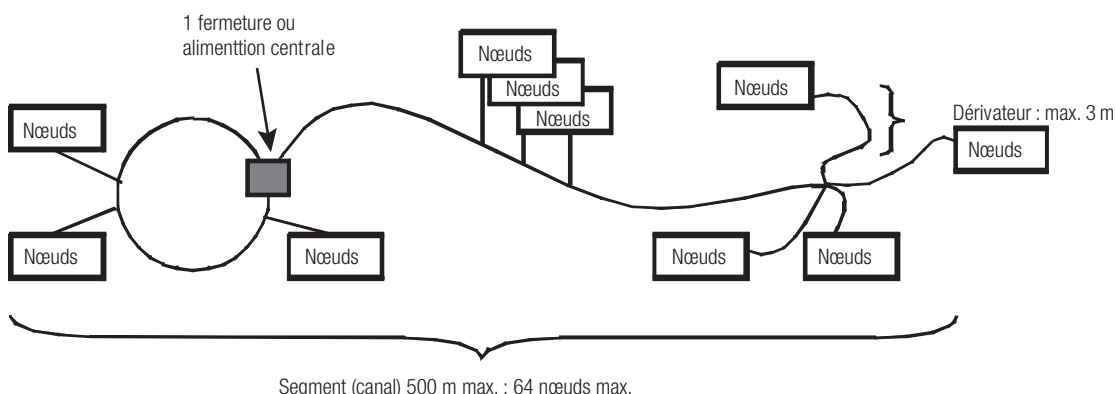 1 fermeture ou
alimenttion centrale
Nœuds
Nœuds
Nœuds
Nœuds
Nœuds
Dérivateur : max. 3 m
Nœuds
Nœuds
Nœuds
Nœuds
Nœuds
Segment (canal) 500 m max. : 64 nœuds max.